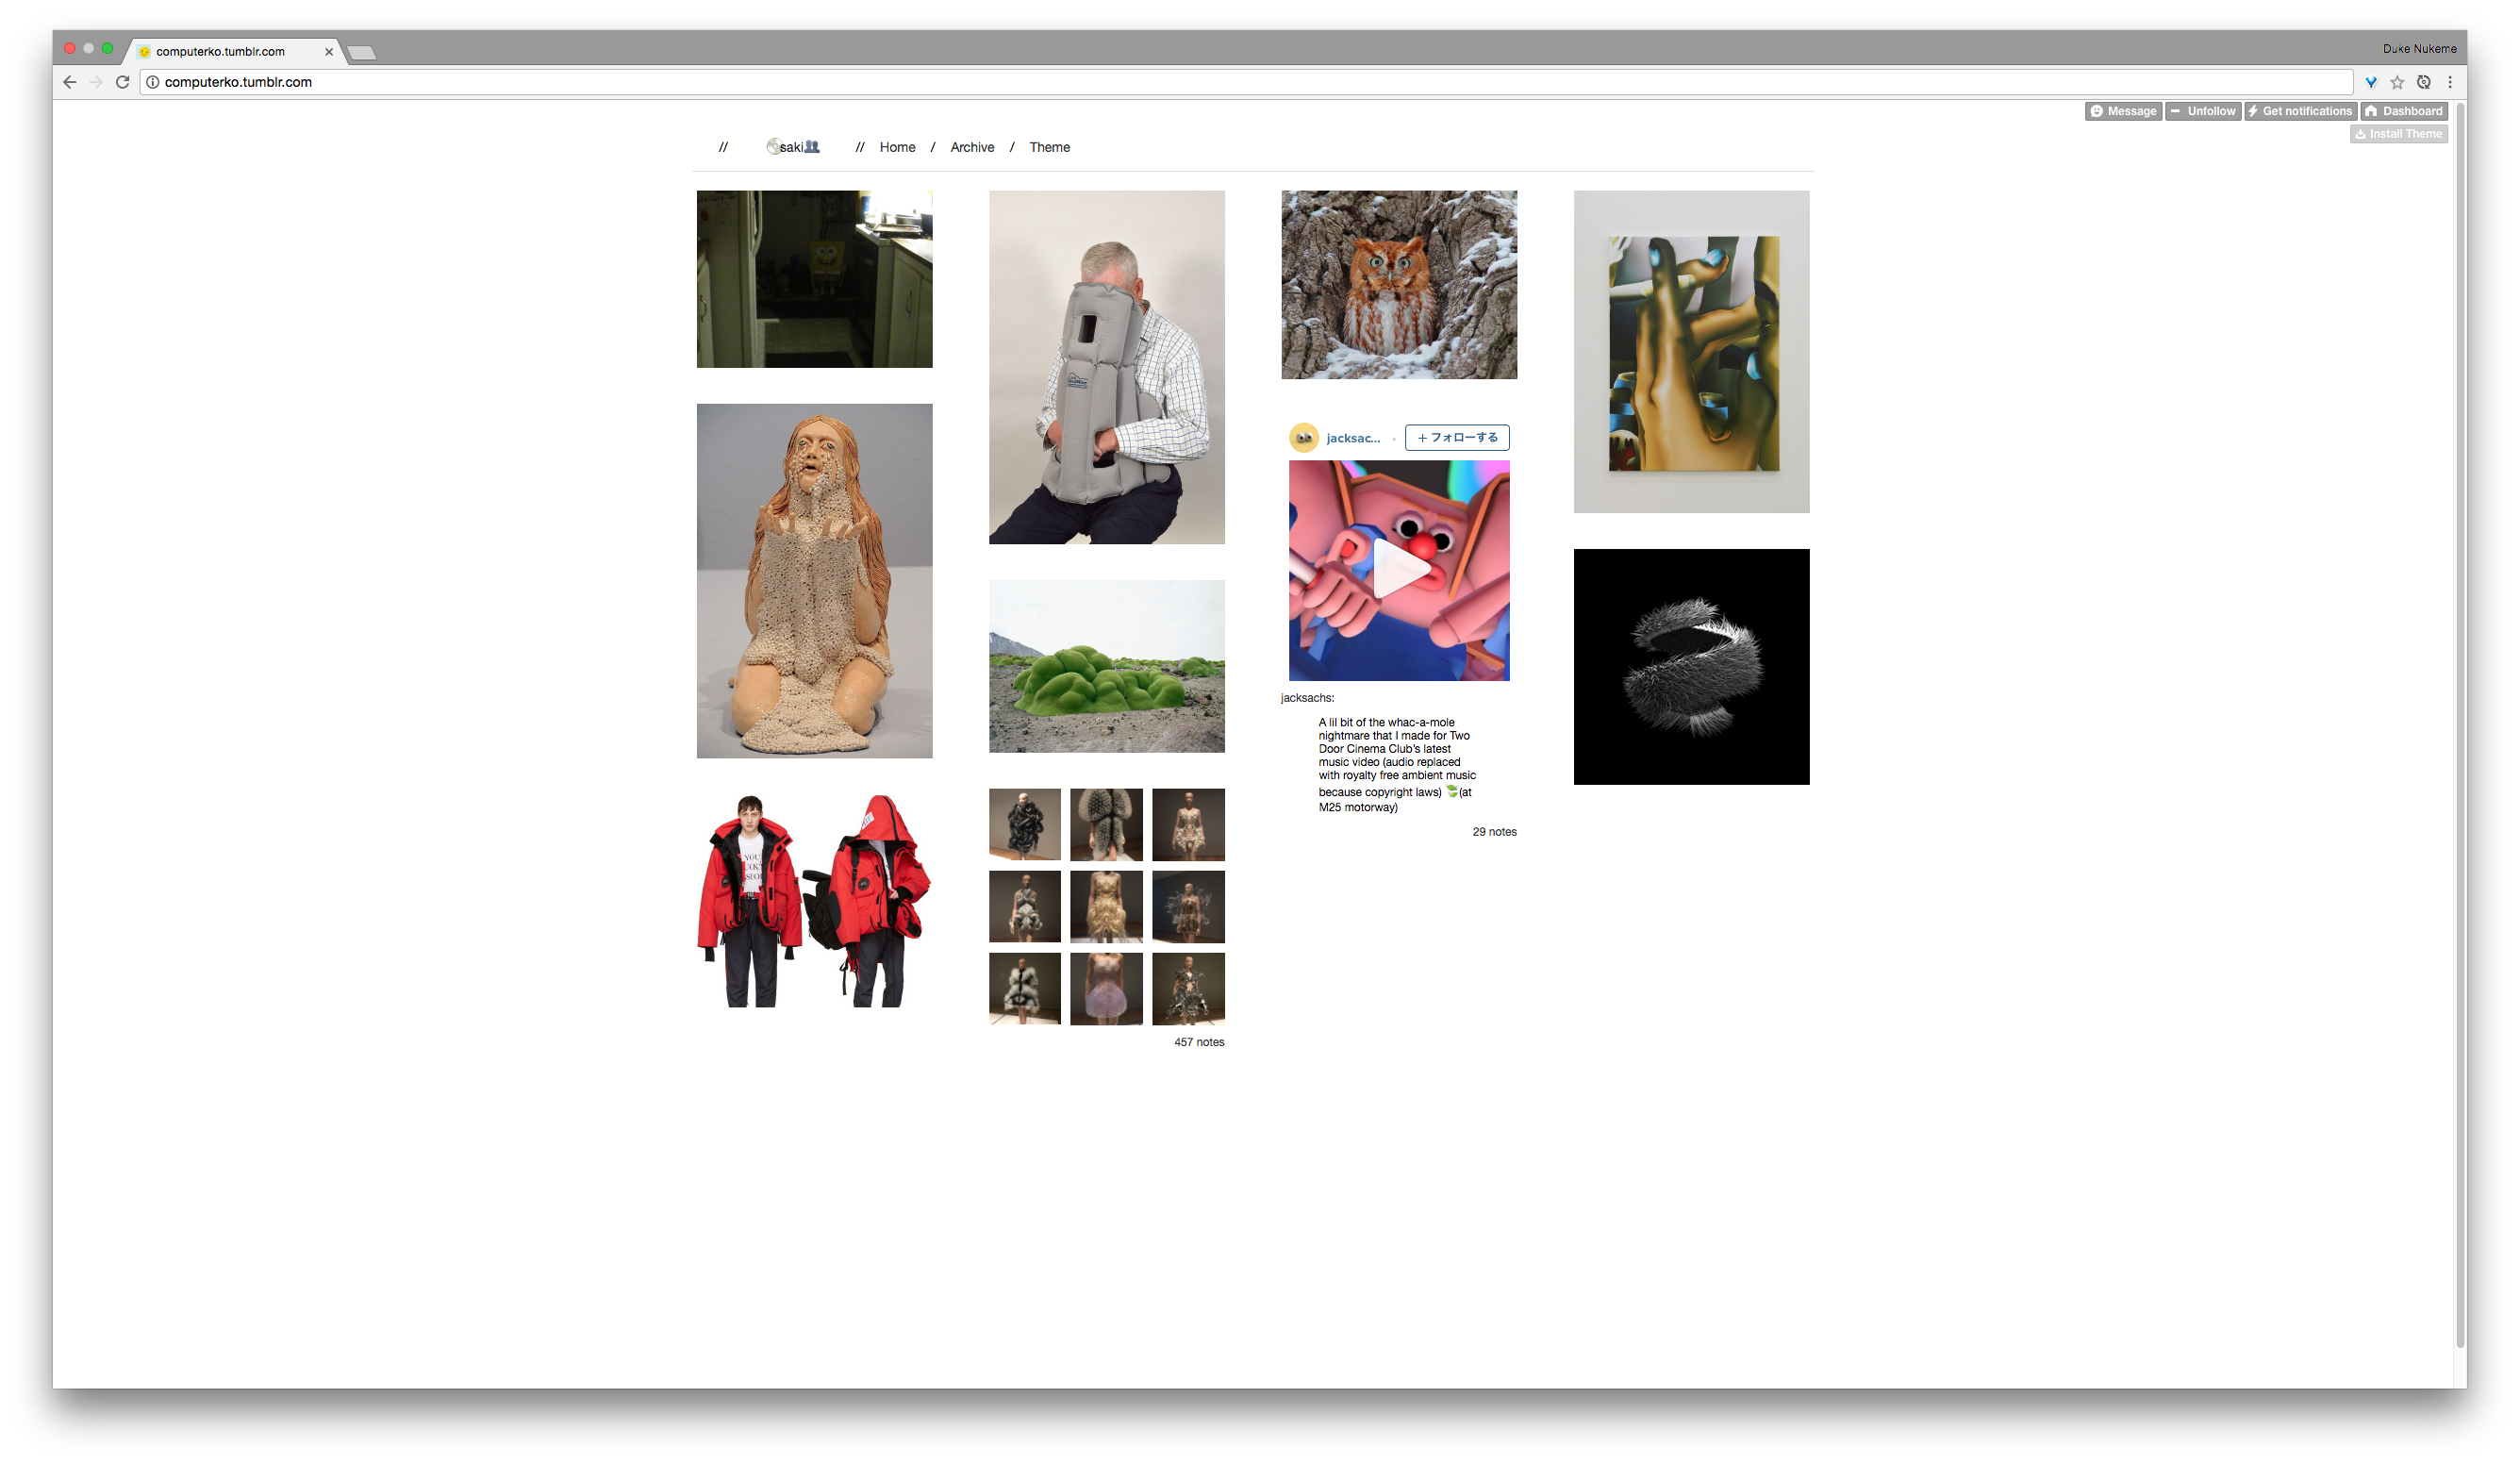 computerko.tumblr.com
Duke Nukeme
computerko.tumblr.com
Message
Unfollow
Get notifications
Dashboard
Install Theme
// saki // Home / Archive / Theme
jacksac... · + フォローする
jacksachs:
A lil bit of the whac-a-mole
nightmare that I made for Two
Door Cinema Club's latest
music video (audio replaced
with royalty free ambient music
because copyright laws) 🍃(at
M25 motorway)
29 notes
YOU
457 notes